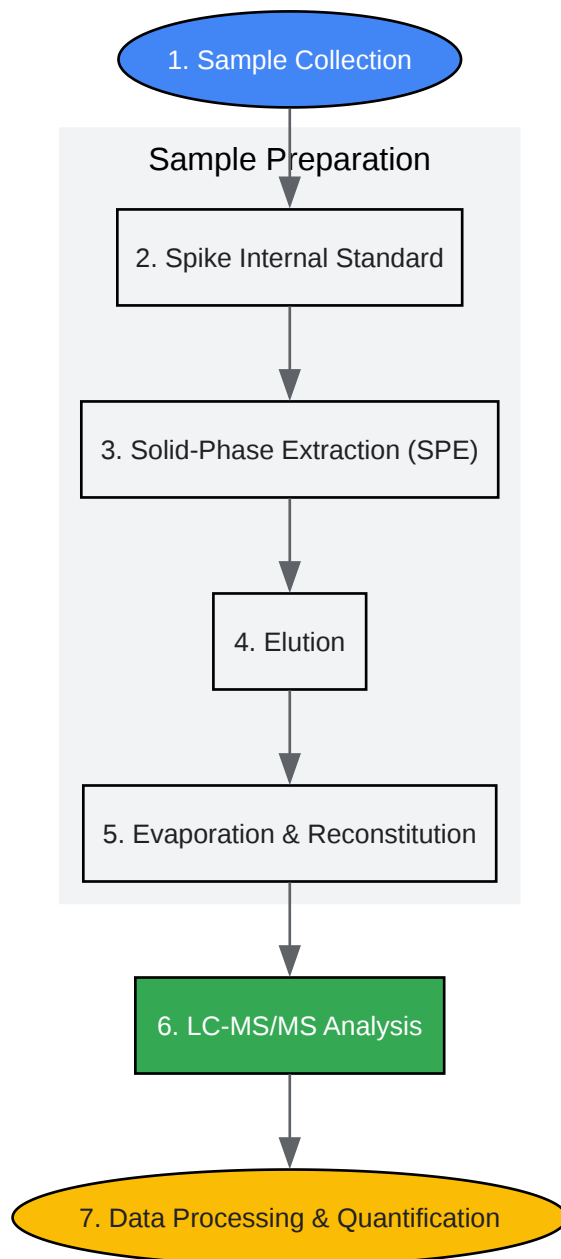 1. Sample Collection
Sample Preparation
2. Spike Internal Standard
3. Solid-Phase Extraction (SPE)
4. Elution
5. Evaporation & Reconstitution
6. LC-MS/MS Analysis
7. Data Processing & Quantification